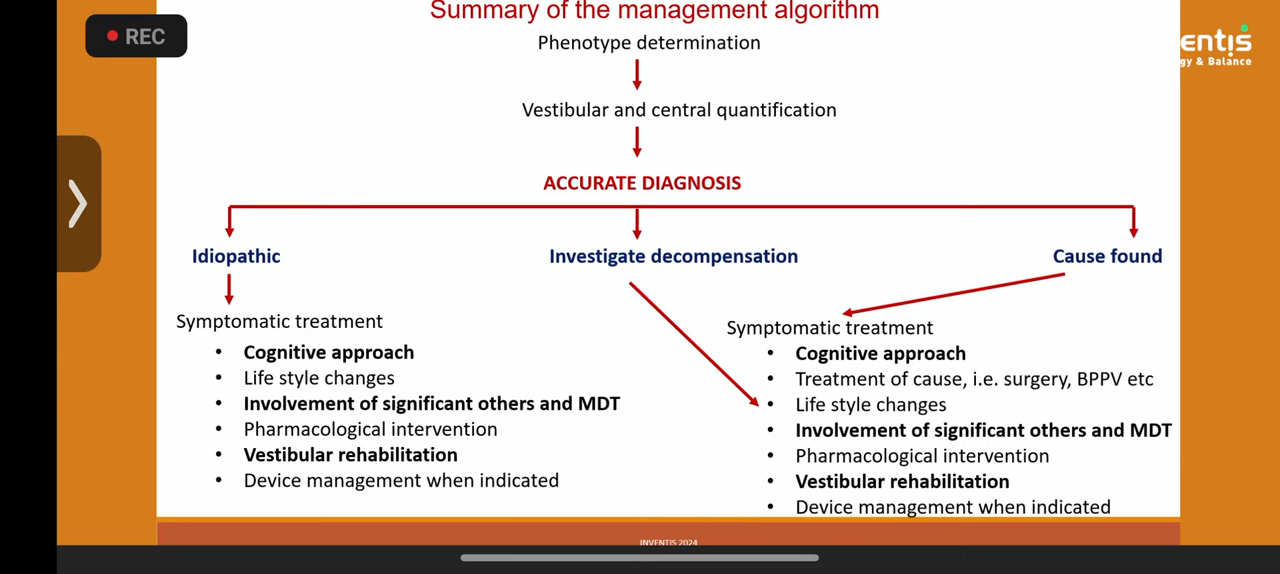 Summary of the management algorithm
REC
entis
gy & Balance
Phenotype determination
Vestibular and central quantification
ACCURATE DIAGNOSIS
Idiopathic
Investigate decompensation
Cause found
Symptomatic treatment
• Cognitive approach
• Life style changes
• Involvement of significant others and MDT
• Pharmacological intervention
• Vestibular rehabilitation
• Device management when indicated
Symptomatic treatment
• Cognitive approach
• Treatment of cause, i.e. surgery, BPPV etc
• Life style changes
• Involvement of significant others and MDT
• Pharmacological intervention
• Vestibular rehabilitation
• Device management when indicated
INVENTIS 2024